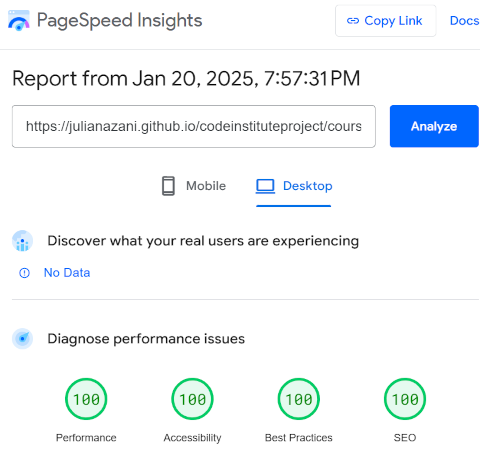 PageSpeed Insights
Copy Link
Docs
Report from Jan 20, 2025, 7:57:31 PM
https://julianazani.github.io/codeinstituteproject/cours
Analyze
Mobile
Desktop
Discover what your real users are experiencing
No Data
Diagnose performance issues
100 100 100 100
Performance Accessibility Best Practices SEO